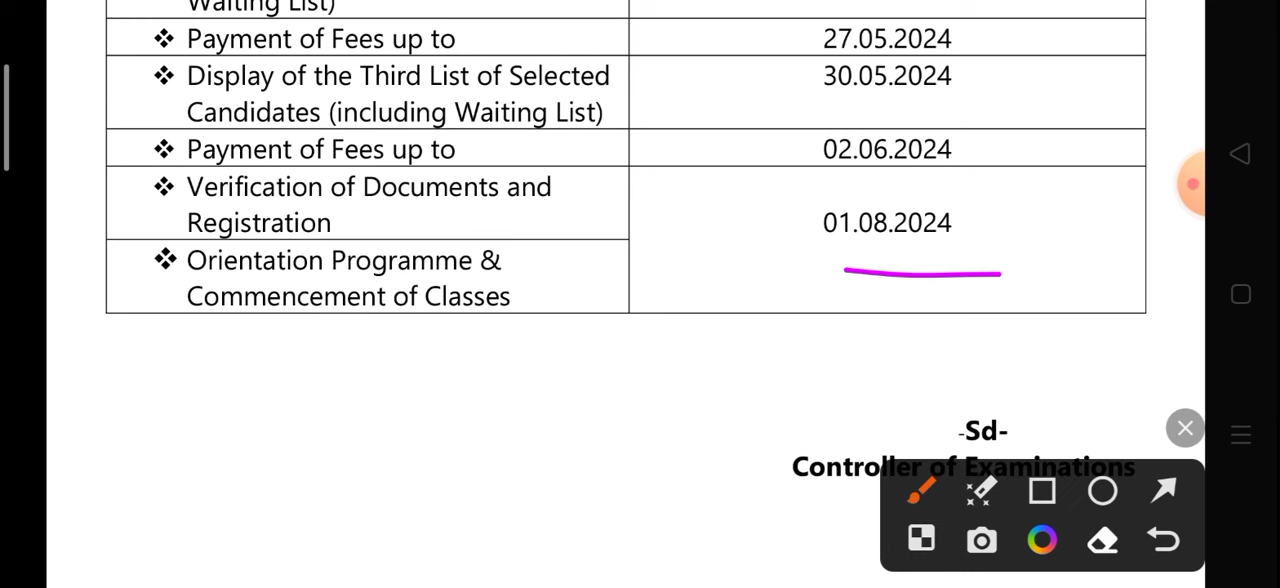 Waiting List)
❖ Payment of Fees up to 27.05.2024
❖ Display of the Third List of Selected 30.05.2024
Candidates (including Waiting List)
❖ Payment of Fees up to 02.06.2024
❖ Verification of Documents and
Registration 01.08.2024
❖ Orientation Programme &
Commencement of Classes
-Sd-
Controller of Examinations